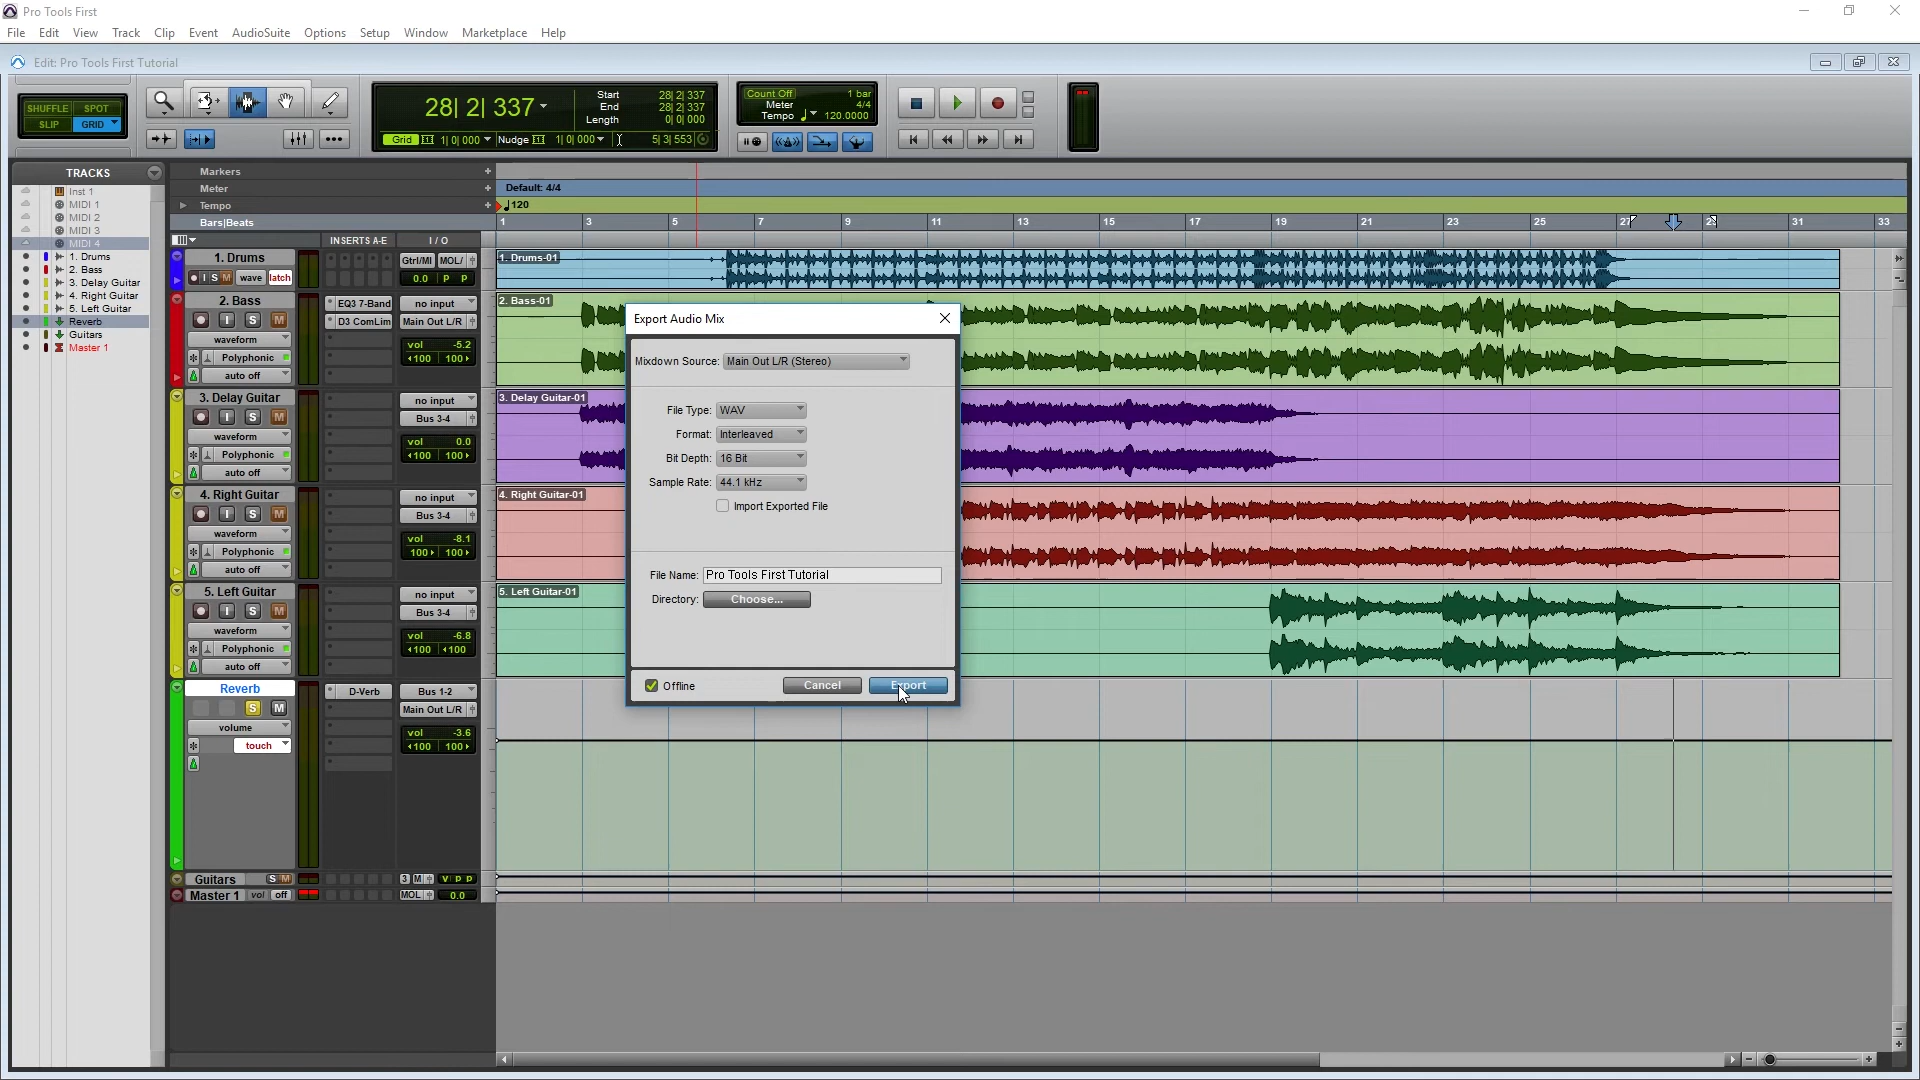 Pro Tools First
File Edit View Track Clip Event AudioSuite Options Setup Window Marketplace Help
Edit: Pro Tools First Tutorial
SHUFFLE SPOT
SLIP GRID
28| 2| 337
Start 28| 2| 337
End 28| 2| 337
Length 0| 0| 000
Grid 1| 0| 000 Nudge 1| 0| 000 5| 3| 553
Count Off 1 bar
Meter 4/4
Tempo 120.0000
TRACKS
Inst 1
MIDI 1
MIDI 2
MIDI 3
MIDI 4
1. Drums
2. Bass
3. Delay Guitar
4. Right Guitar
5. Left Guitar
Reverb
Guitars
Master 1
Markers
Meter Default: 4/4
Tempo 120
Bars|Beats 1 3 5 7 9 11 13 15 17 19 21 23 25 27 29 31 33
INSERTS A-E I / O
1. Drums Gtrl/MI MOL/ 1. Drums-01
I S M wave latch 0.0 P P
2. Bass EQ3 7-Band no input 2. Bass-01
I S M D3 ComLim Main Out L/R
waveform vol -5.2
Polyphonic 100 100
auto off
3. Delay Guitar no input 3. Delay Guitar-01
I S M Bus 3-4
waveform vol 0.0
Polyphonic 100 100
auto off
4. Right Guitar no input 4. Right Guitar-01
I S M Bus 3-4
waveform vol -8.1
Polyphonic 100 100
auto off
5. Left Guitar no input 5. Left Guitar-01
I S M Bus 3-4
waveform vol -6.8
Polyphonic 100 100
auto off
Reverb D-Verb Bus 1-2
S M Main Out L/R
volume vol -3.6
touch 100 100
Guitars S M 3 M V P P
Master 1 vol off MOL 0.0
Export Audio Mix
Mixdown Source: Main Out L/R (Stereo)
File Type: WAV
Format: Interleaved
Bit Depth: 16 Bit
Sample Rate: 44.1 kHz
Import Exported File
File Name: Pro Tools First Tutorial
Directory: Choose...
Offline Cancel Export